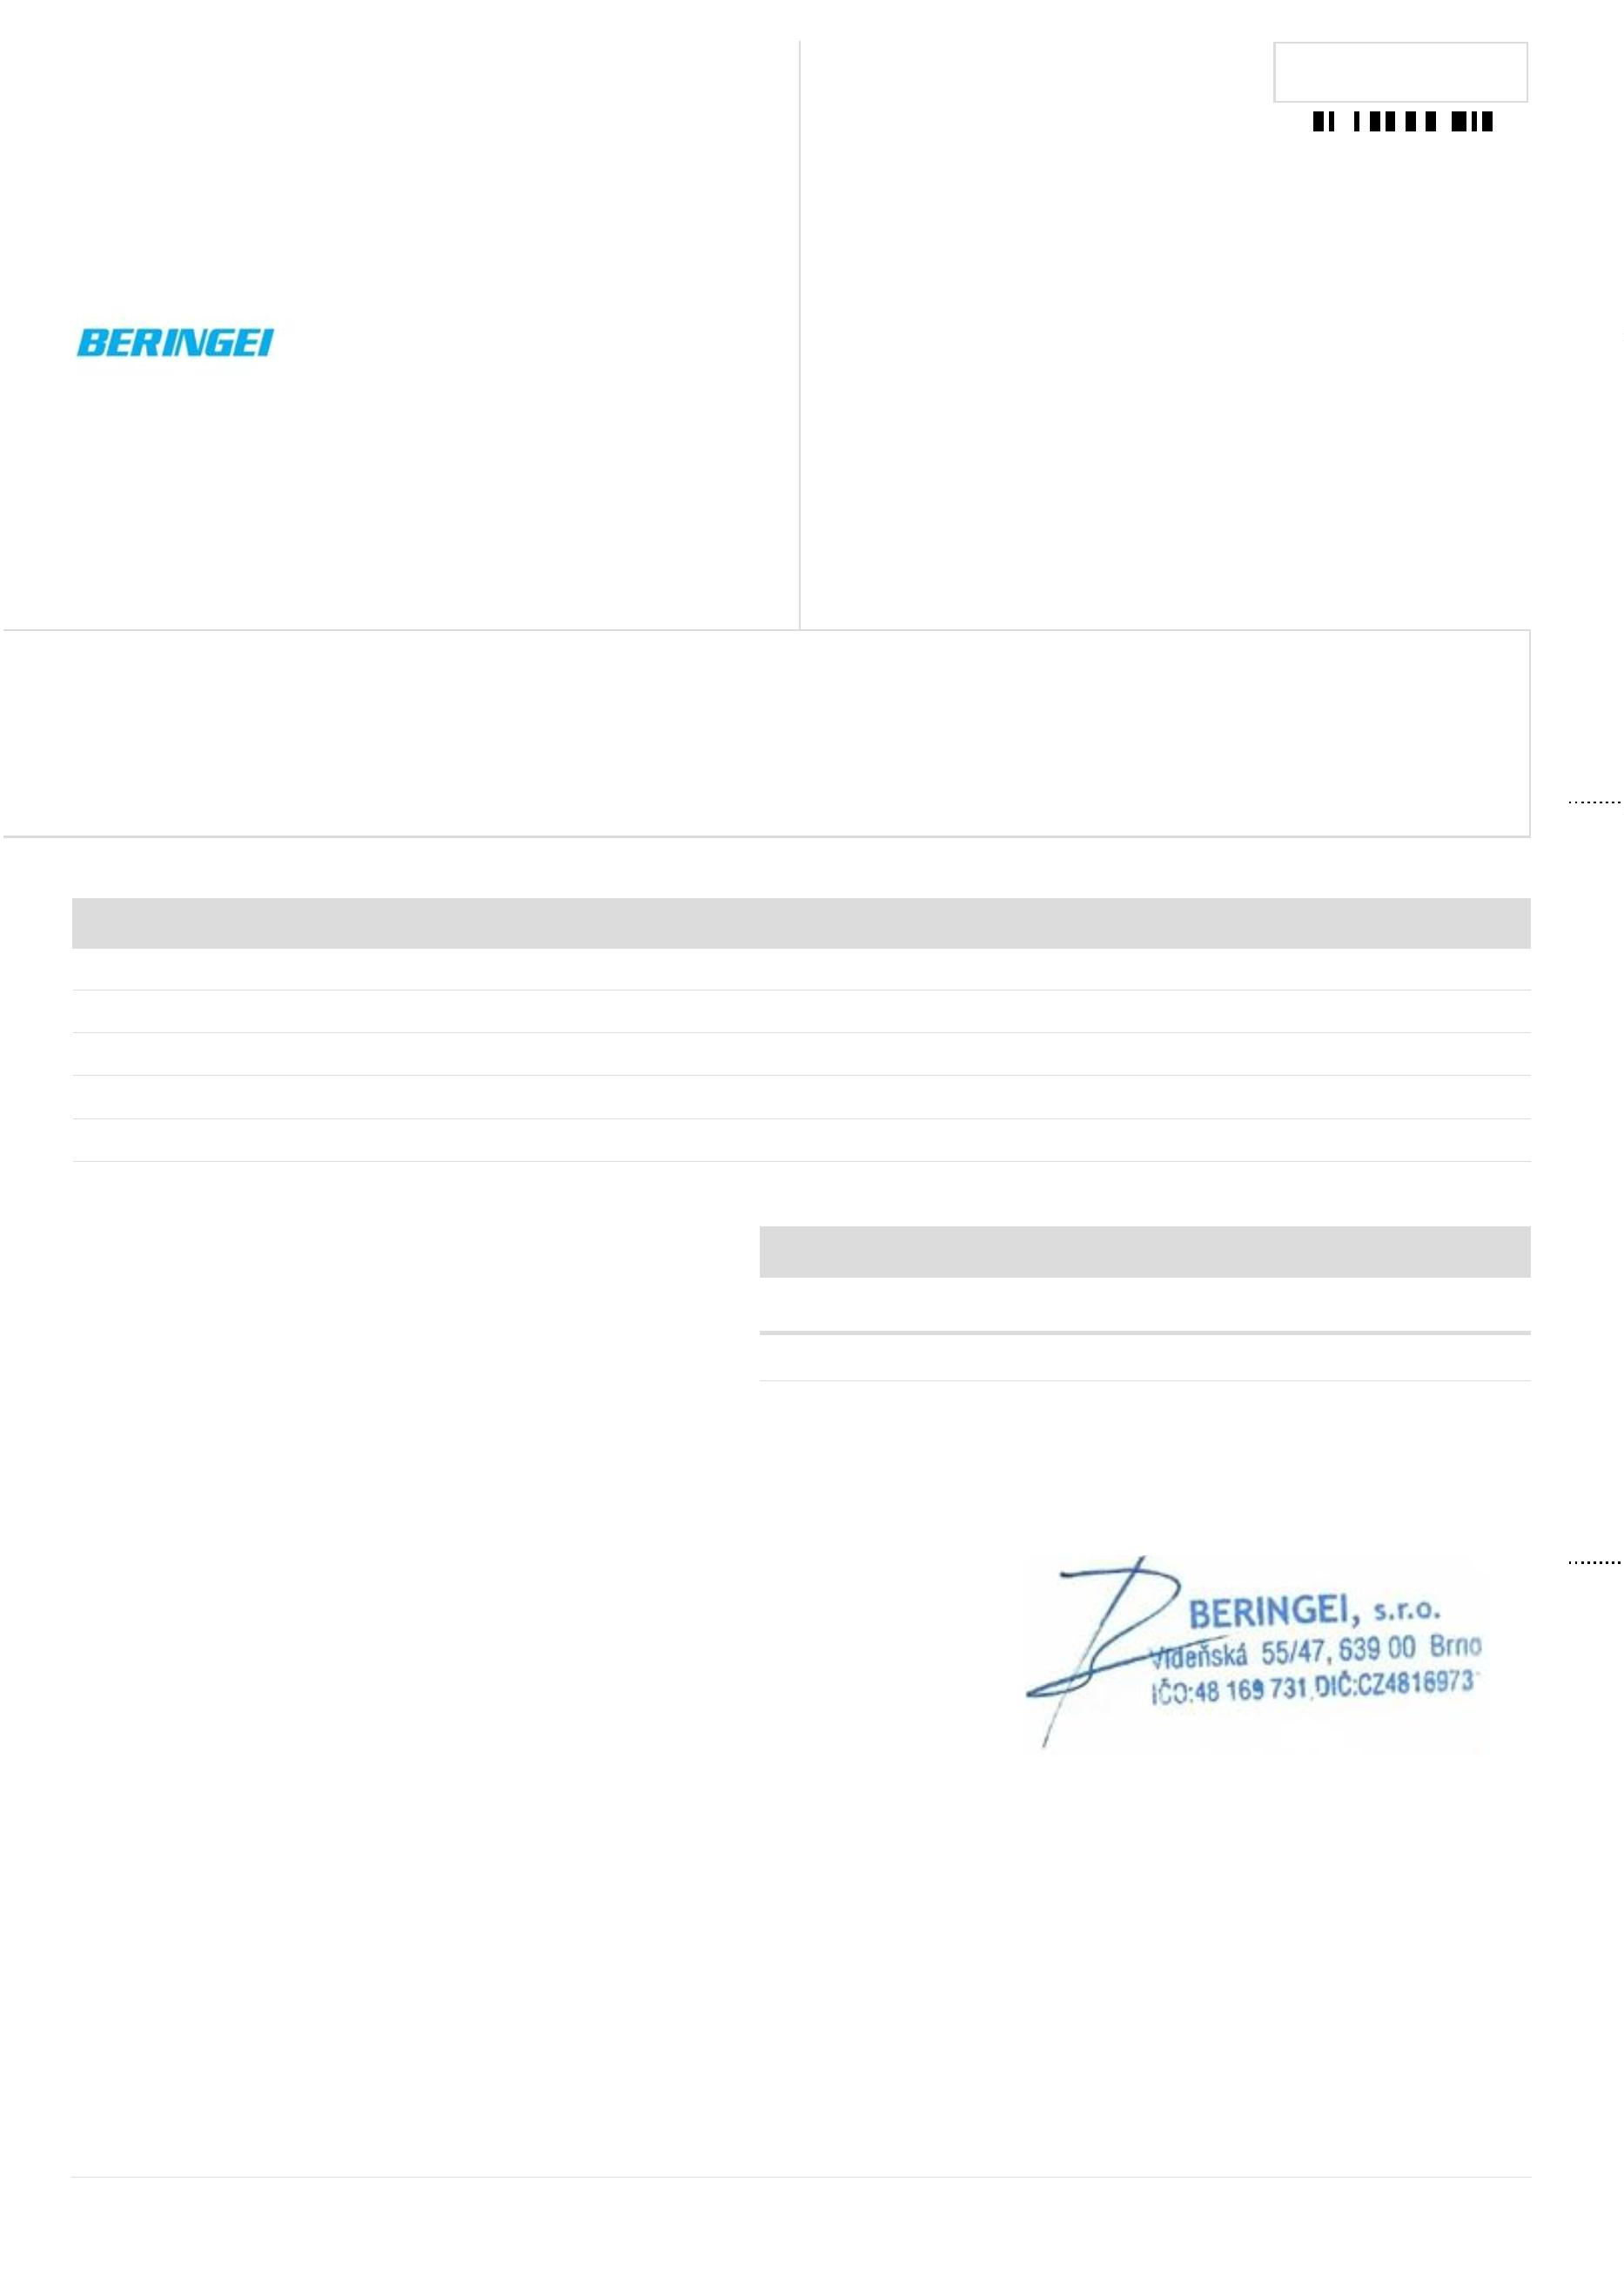 BERINGEI
BERINGEI, s.r.o.
Vídeňská 55/47, 639 00 Brno
IČO:48 169 731, DIČ:CZ4816973